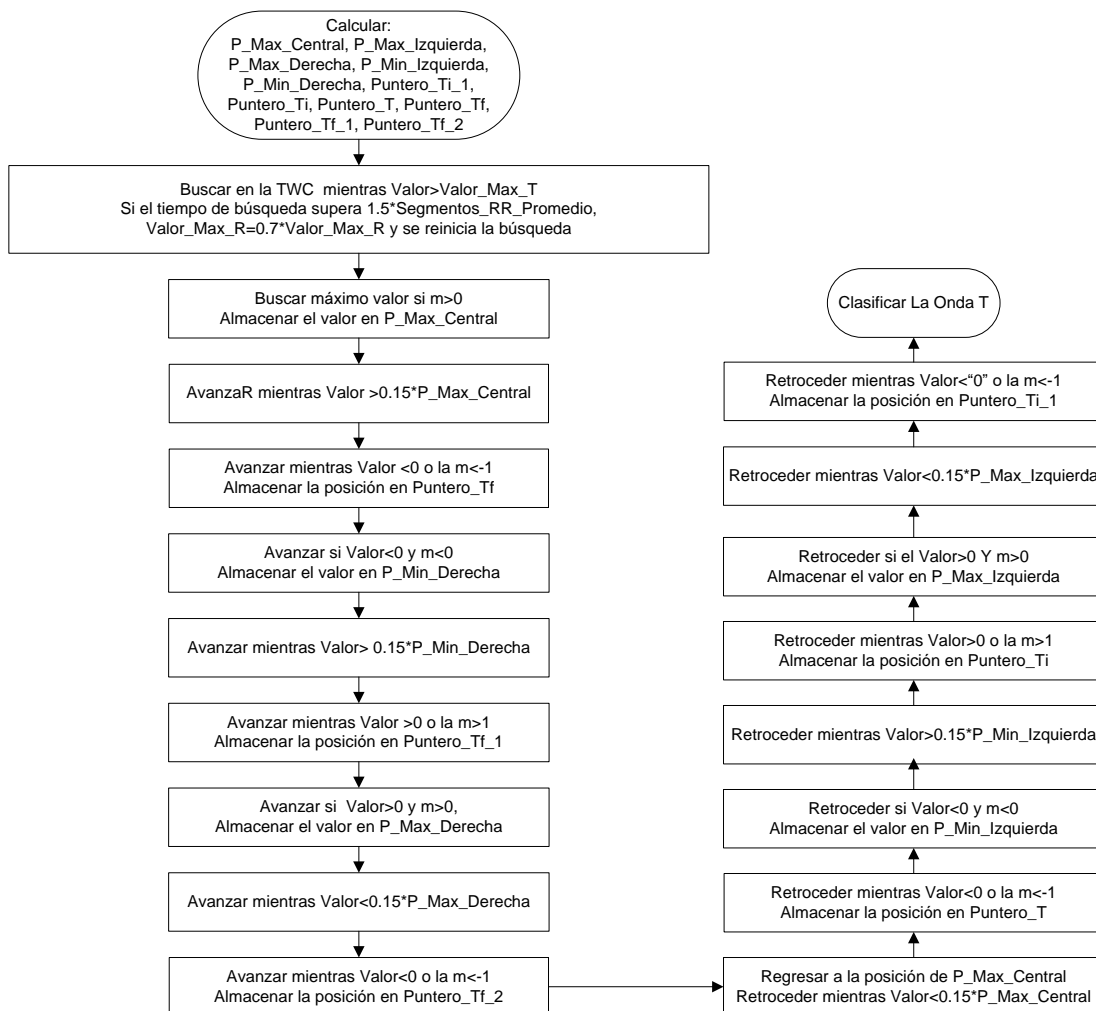 Calcular:
P_Max_Central, P_Max_Izquierda,
P_Max_Derecha, P_Min_Izquierda,
P_Min_Derecha, Puntero_Ti_1,
Puntero_Ti, Puntero_T, Puntero_Tf,
Puntero_Tf_1, Puntero_Tf_2
Buscar en la TWC mientras Valor>Valor_Max_T
Si el tiempo de búsqueda supera 1.5*Segmentos_RR_Promedio,
Valor_Max_R=0.7*Valor_Max_R y se reinicia la búsqueda
Buscar máximo valor si m>0
Almacenar el valor en P_Max_Central
AvanzaR mientras Valor >0.15*P_Max_Central
Avanzar mientras Valor <0 o la m<-1
Almacenar la posición en Puntero_Tf
Avanzar si Valor<0 y m<0
Almacenar el valor en P_Min_Derecha
Avanzar mientras Valor> 0.15*P_Min_Derecha
Avanzar mientras Valor >0 o la m>1
Almacenar la posición en Puntero_Tf_1
Avanzar si Valor>0 y m>0,
Almacenar el valor en P_Max_Derecha
Avanzar mientras Valor<0.15*P_Max_Derecha
Avanzar mientras Valor<0 o la m<-1
Almacenar la posición en Puntero_Tf_2
Regresar a la posición de P_Max_Central
Retroceder mientras Valor<0.15*P_Max_Central
Retroceder mientras Valor<0 o la m<-1
Almacenar la posición en Puntero_T
Retroceder si Valor<0 y m<0
Almacenar el valor en P_Min_Izquierda
Retroceder mientras Valor>0.15*P_Min_Izquierda
Retroceder mientras Valor>0 o la m>1
Almacenar la posición en Puntero_Ti
Retroceder si el Valor>0 Y m>0
Almacenar el valor en P_Max_Izquierda
Retroceder mientras Valor<0.15*P_Max_Izquierda
Retroceder mientras Valor<“0” o la m<-1
Almacenar la posición en Puntero_Ti_1
Clasificar La Onda T